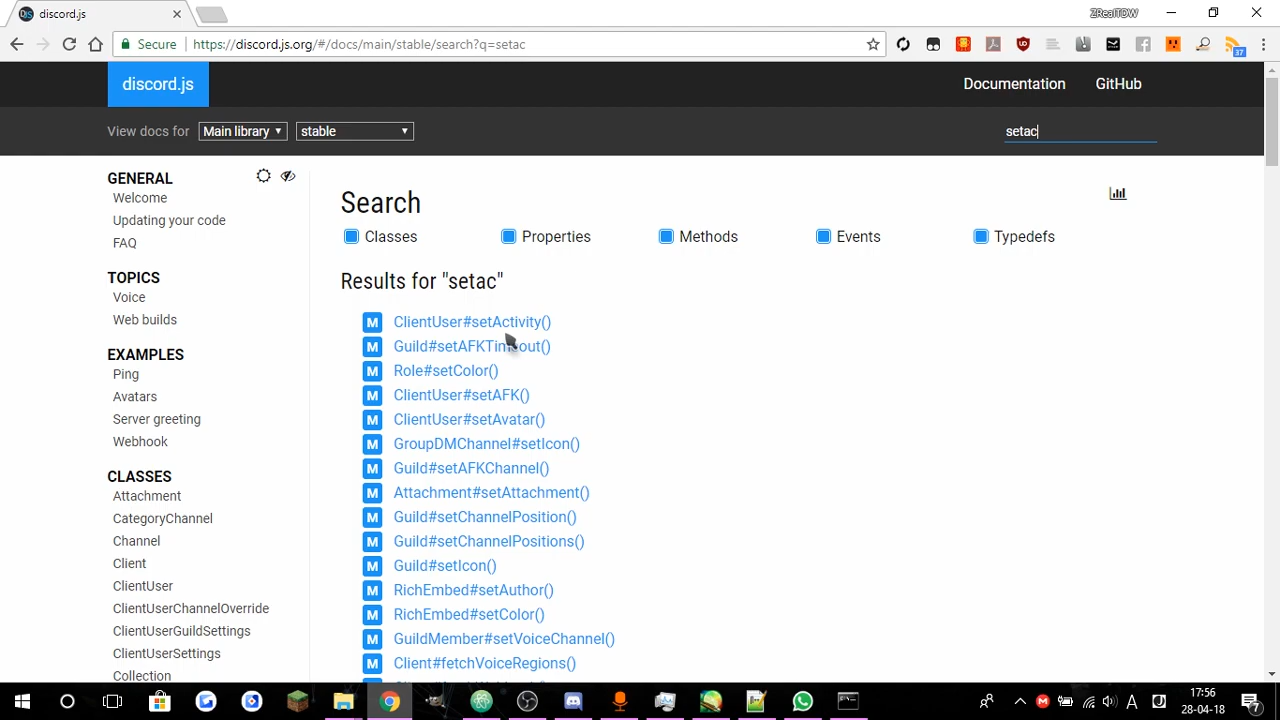 discord.js
ZRealTDW
Secure
https://discord.js.org/#/docs/main/stable/search?q=setac
37
discord.js
Documentation
GitHub
View docs for
Main library
stable
setac
GENERAL
Welcome
Updating your code
FAQ
TOPICS
Voice
Web builds
EXAMPLES
Ping
Avatars
Server greeting
Webhook
CLASSES
Attachment
CategoryChannel
Channel
Client
ClientUser
ClientUserChannelOverride
ClientUserGuildSettings
ClientUserSettings
Collection
Search
Classes
Properties
Methods
Events
Typedefs
Results for "setac"
M ClientUser#setActivity()
M Guild#setAFKTimeout()
M Role#setColor()
M ClientUser#setAFK()
M ClientUser#setAvatar()
M GroupDMChannel#setIcon()
M Guild#setAFKChannel()
M Attachment#setAttachment()
M Guild#setChannelPosition()
M Guild#setChannelPositions()
M Guild#setIcon()
M RichEmbed#setAuthor()
M RichEmbed#setColor()
M GuildMember#setVoiceChannel()
M Client#fetchVoiceRegions()
17:56
28-04-18
7